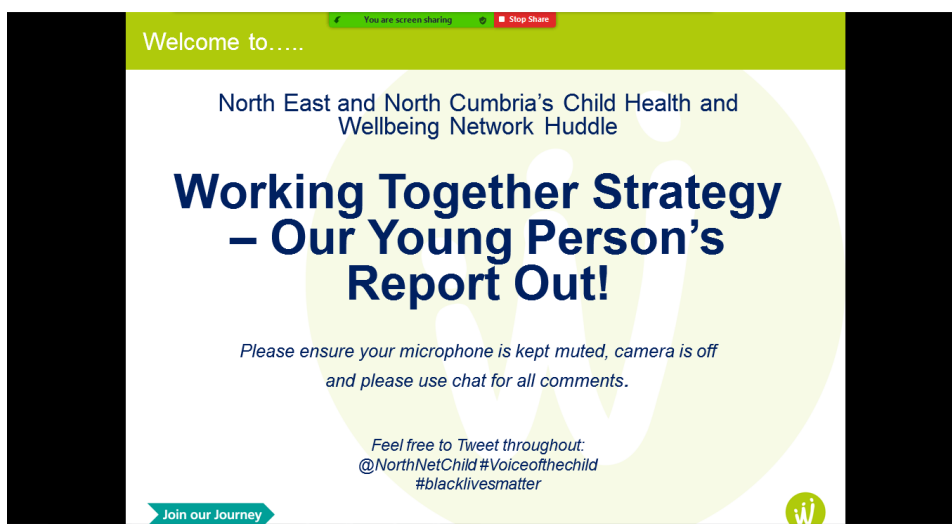 You are screen sharing
Stop Share
Welcome to.....
North East and North Cumbria's Child Health and
Wellbeing Network Huddle
Working Together Strategy
– Our Young Person's
Report Out!
Please ensure your microphone is kept muted, camera is off
and please use chat for all comments.
Feel free to Tweet throughout:
@NorthNetChild #Voiceofthechild
#blacklivesmatter
Join our Journey